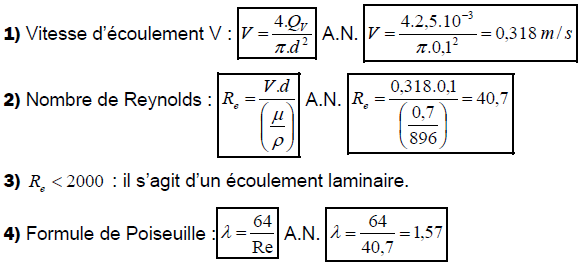 1) Vitesse d'écoulement V : V = 4.Q_V / π.d² A.N. V = 4.2,5.10⁻³ / π.0,1² = 0,318 m / s
2) Nombre de Reynolds : R_e = V.d / (μ / ρ) A.N. R_e = 0,318.0,1 / (0,7 / 896) = 40,7
3) R_e < 2000 : il s'agit d'un écoulement laminaire.
4) Formule de Poiseuille : λ = 64 / Re A.N. λ = 64 / 40,7 = 1,57